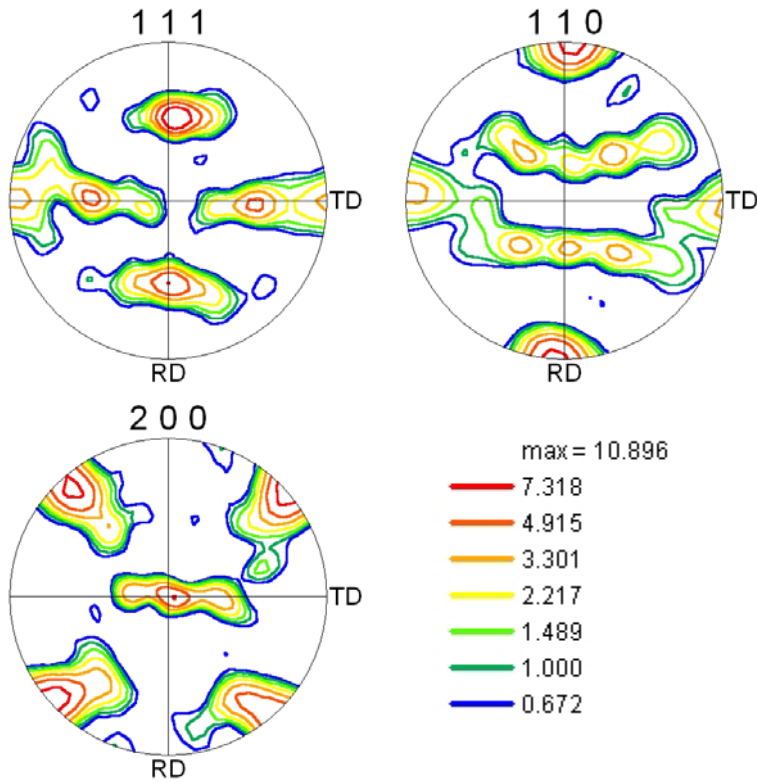 1 1 1
TD
RD
1 1 0
TD
RD
2 0 0
TD
RD
max = 10.896
7.318
4.915
3.301
2.217
1.489
1.000
0.672